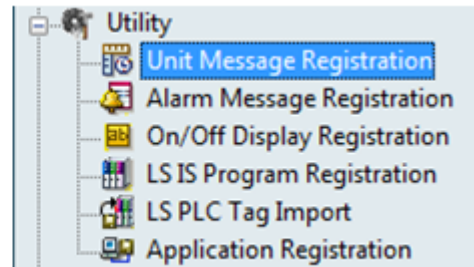 Utility
Unit Message Registration
Alarm Message Registration
On/Off Display Registration
LS IS Program Registration
LS PLC Tag Import
Application Registration